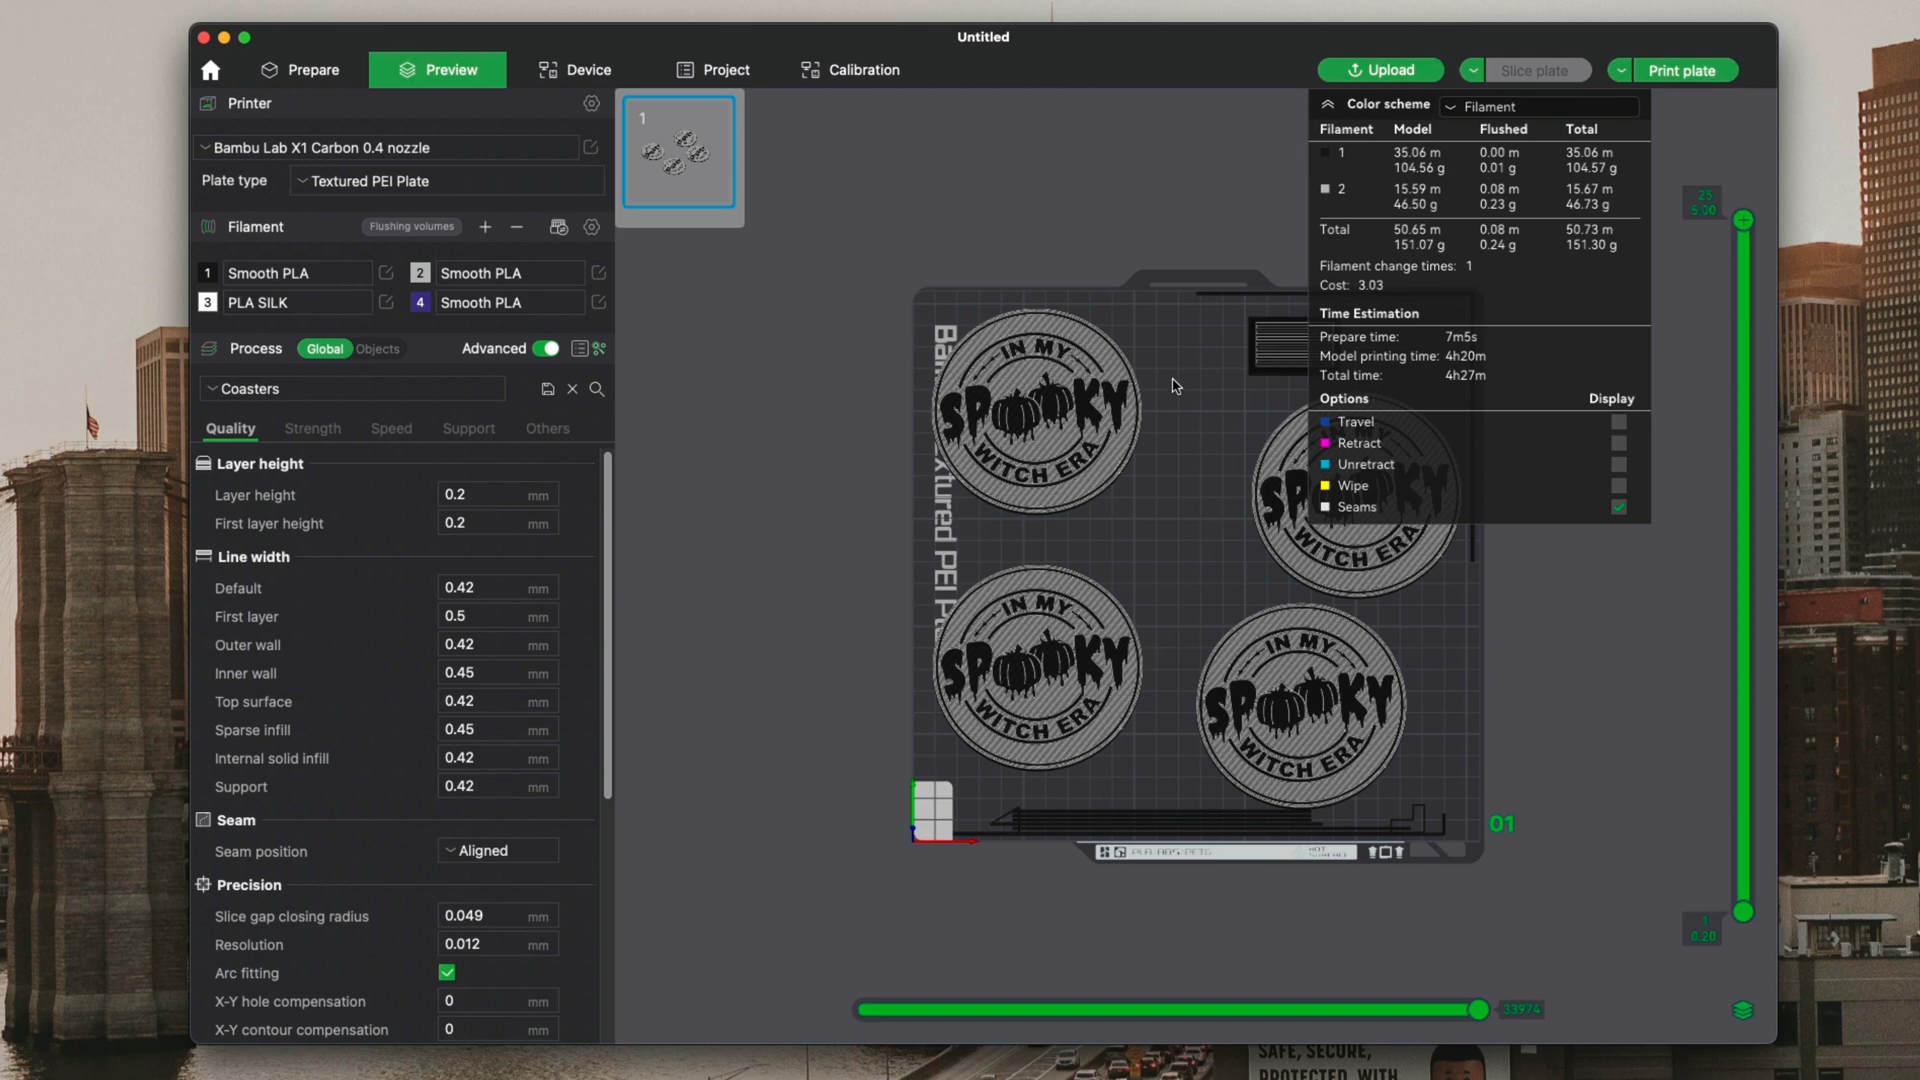 Untitled
Prepare
Preview
Device
Project
Calibration
Upload
Slice plate
Print plate
Printer
Bambu Lab X1 Carbon 0.4 nozzle
Plate type
Textured PEI Plate
Filament
Flushing volumes
1 Smooth PLA
2 Smooth PLA
3 PLA SILK
4 Smooth PLA
Process
Global
Objects
Advanced
Coasters
Quality
Strength
Speed
Support
Others
Layer height
Layer height 0.2 mm
First layer height 0.2 mm
Line width
Default 0.42 mm
First layer 0.5 mm
Outer wall 0.42 mm
Inner wall 0.45 mm
Top surface 0.42 mm
Sparse infill 0.45 mm
Internal solid infill 0.42 mm
Support 0.42 mm
Seam
Seam position Aligned
Precision
Slice gap closing radius 0.049 mm
Resolution 0.012 mm
Arc fitting
X-Y hole compensation 0 mm
X-Y contour compensation 0 mm
1
IN MY
SPOOKY
WITCH ERA
IN MY
SPOOKY
WITCH ERA
SPOOKY
WITCH ERA
IN MY
SPOOKY
WITCH ERA
01
Color scheme Filament
Filament Model Flushed Total
1 35.06 m 0.00 m 35.06 m
104.56 g 0.01 g 104.57 g
2 15.59 m 0.08 m 15.67 m
46.50 g 0.23 g 46.73 g
Total 50.65 m 0.08 m 50.73 m
151.07 g 0.24 g 151.30 g
Filament change times: 1
Cost: 3.03
Time Estimation
Prepare time: 7m5s
Model printing time: 4h20m
Total time: 4h27m
Options Display
Travel
Retract
Unretract
Wipe
Seams
25
5.00
1
0.20
33974
SAFE, SECURE,
PROTECTED. WITH